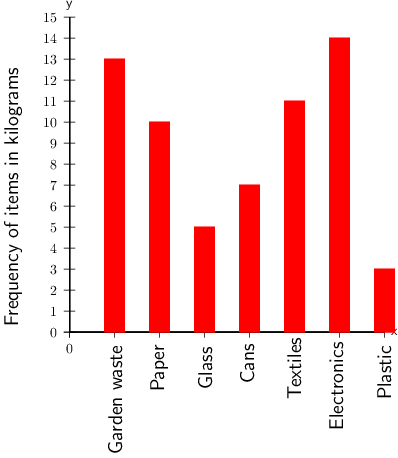 y
15
14
13
12
11
10
9
8
7
6
5
4
3
2
1
0
x
0
Frequency of items in kilograms
Garden waste
Paper
Glass
Cans
Textiles
Electronics
Plastic